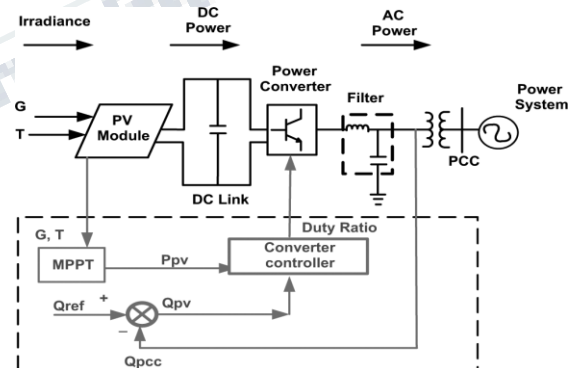 Irradiance
DC
Power
AC
Power
Power
Converter
Filter
Power
System
G
T
PV
Module
PCC
DC Link
G, T
Duty Ratio
MPPT
Ppv
Converter
controller
Qref
+
Qpv
−
Qpcc